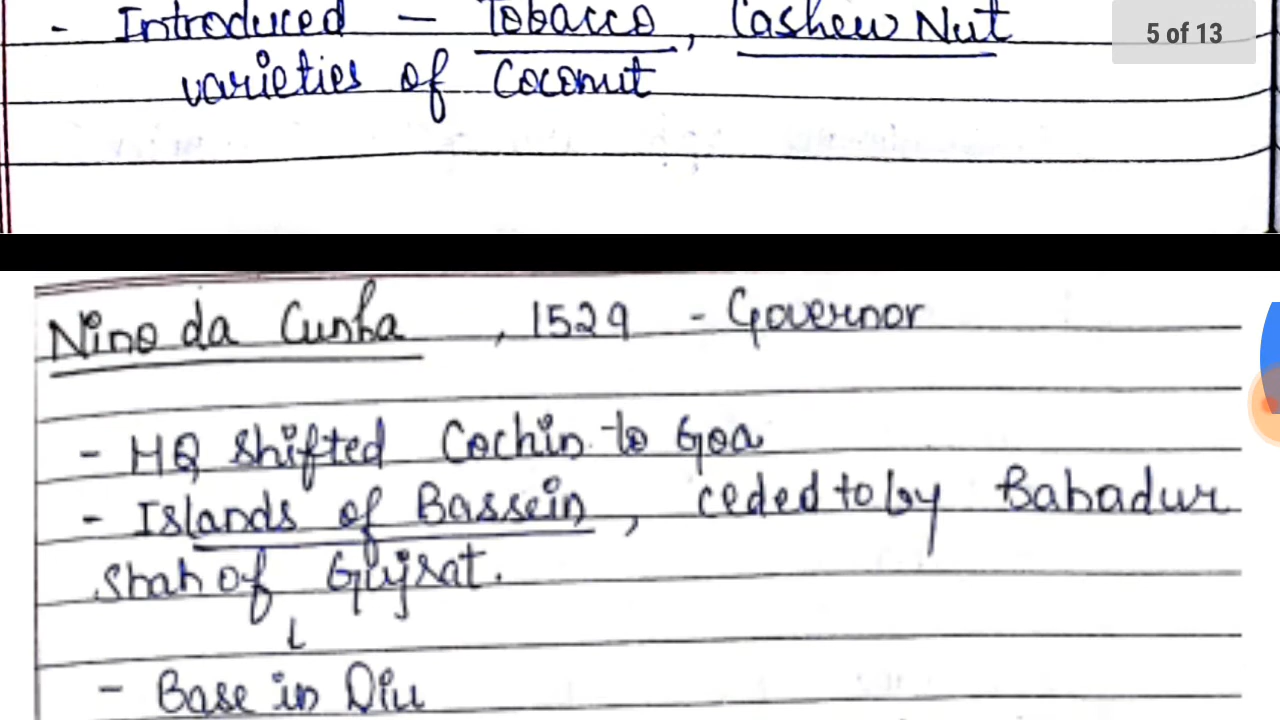 - Introduced - Tobacco, Cashew Nut
5 of 13
varieties of Coconut
Nino da Cunha , 1529 - Governor
- HQ Shifted Cochin to Goa
- Islands of Bassein, ceded to by Bahadur
Shah of Gujrat.
- Base in Diu